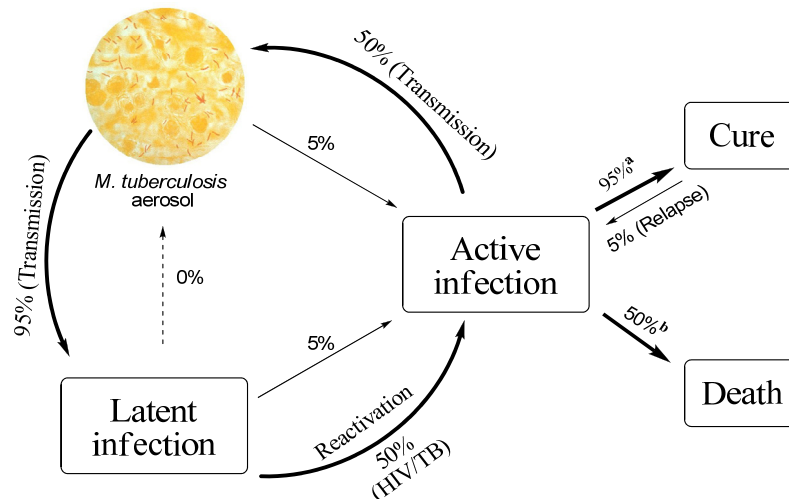 50% (Transmission)
Cure
5%
95%ᵃ
M. tuberculosis
aerosol
5% (Relapse)
95% (Transmission)
Active
infection
0%
50%ᵇ
5%
Latent
infection
Reactivation
50%
(HIV/TB)
Death